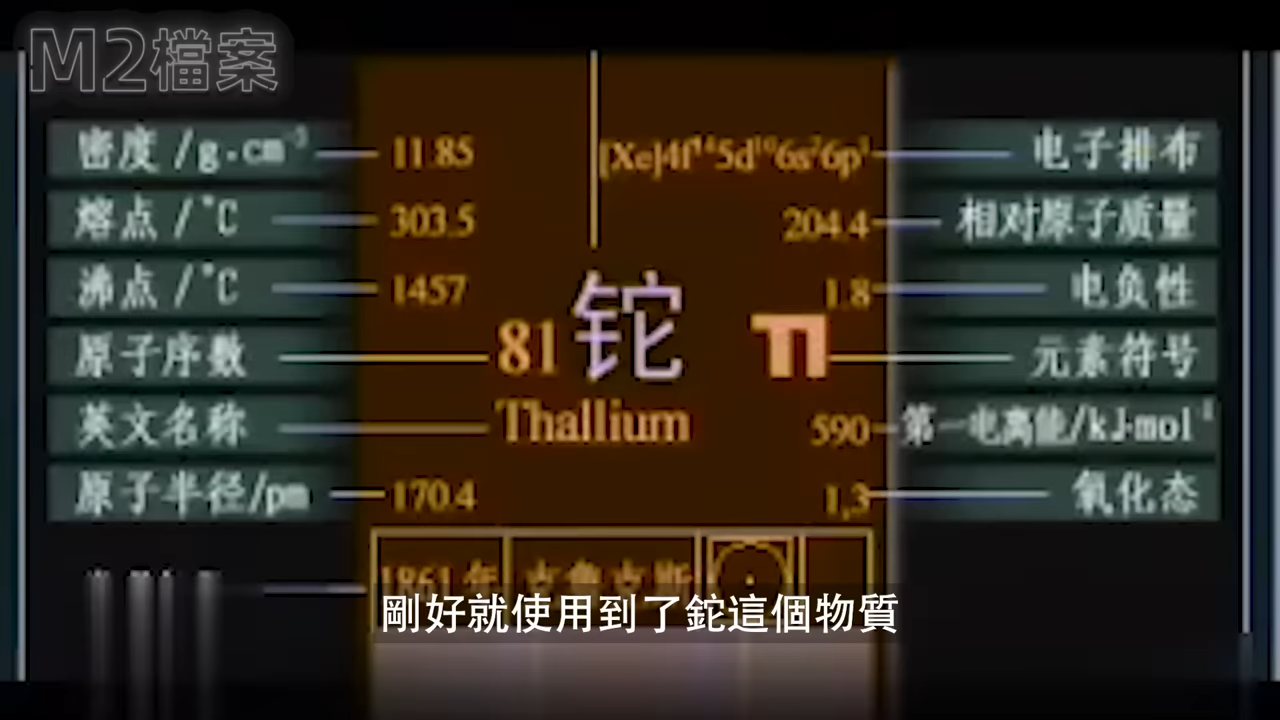 M2檔案
密度 /g.cm⁻³ 11.85 [Xe]4f¹⁴5d¹⁰6s²6p¹ 电子排布
熔点 /°C 303.5 204.4 相对原子质量
沸点 /°C 1457 1.8 电负性
原子序数 81 铊 Tl 元素符号
英文名称 Thallium 590 第一电离能/kJ·mol⁻¹
原子半径/pm 170.4 1,3 氧化态
1861年 克鲁克斯
剛好就使用到了鉈這個物質